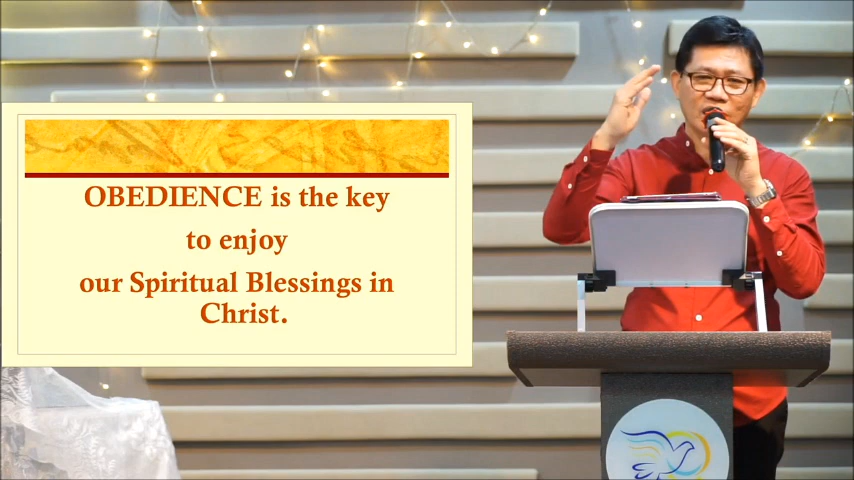 OBEDIENCE is the key
to enjoy
our Spiritual Blessings in
Christ.